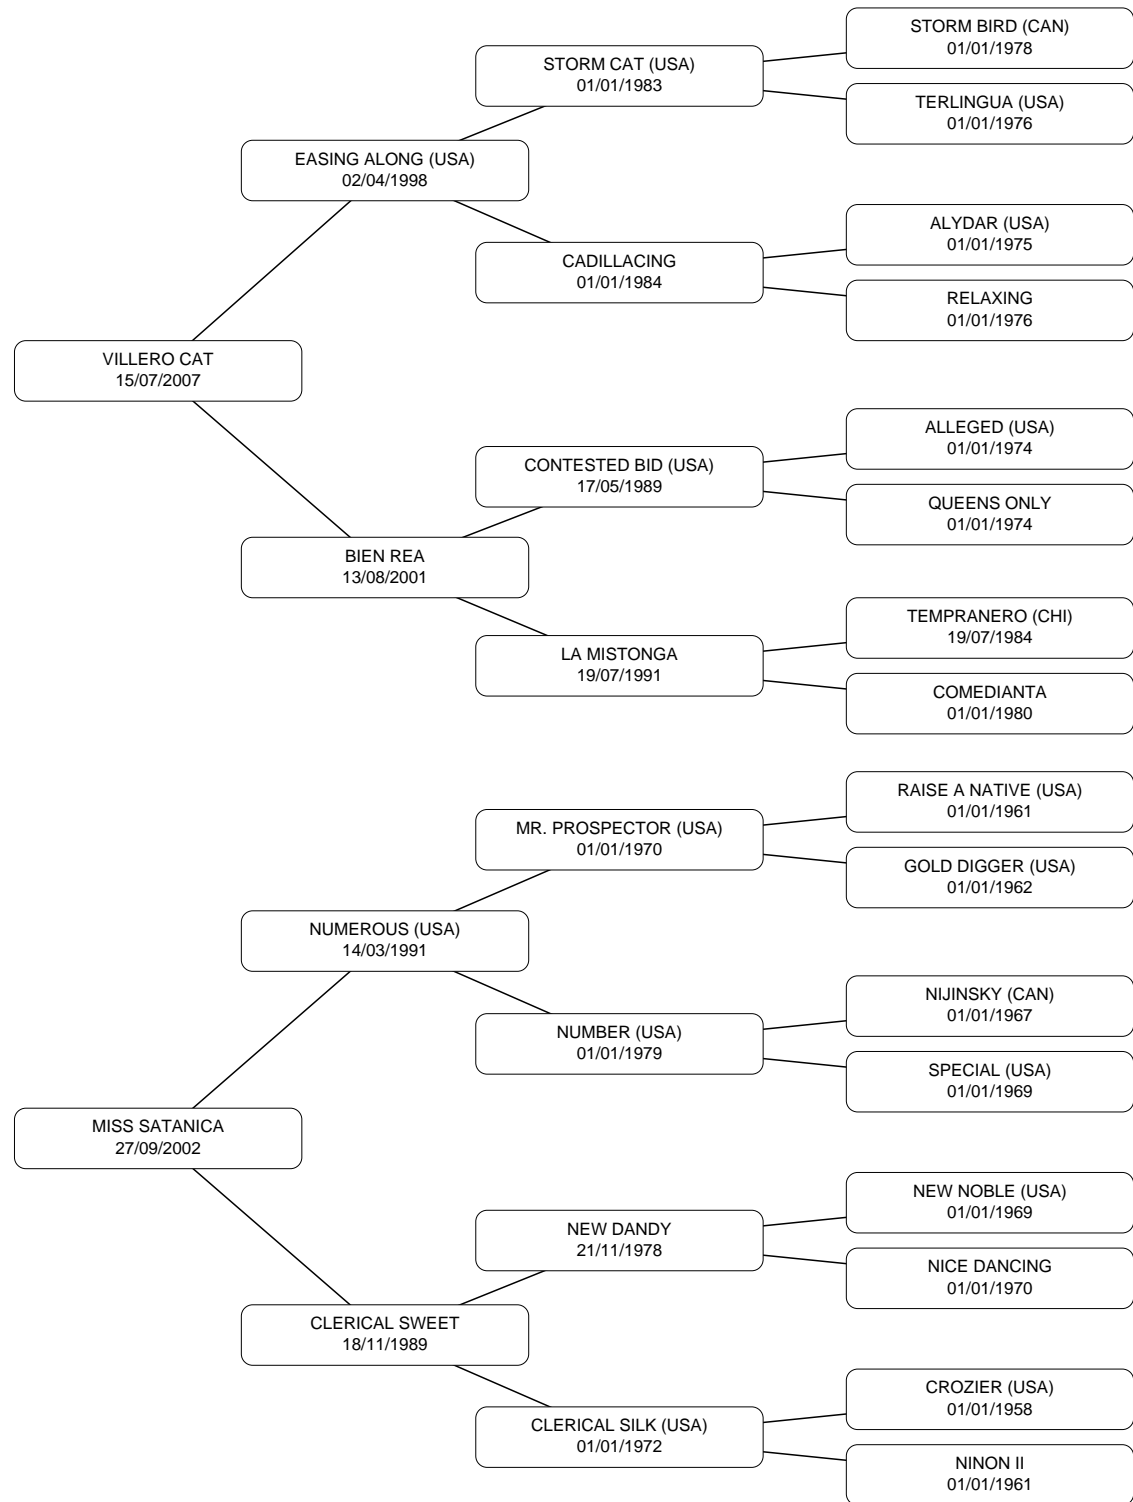 STORM BIRD (CAN)
01/01/1978
STORM CAT (USA)
01/01/1983
TERLINGUA (USA)
01/01/1976
EASING ALONG (USA)
02/04/1998
ALYDAR (USA)
01/01/1975
CADILLACING
01/01/1984
RELAXING
01/01/1976
VILLERO CAT
15/07/2007
ALLEGED (USA)
01/01/1974
CONTESTED BID (USA)
17/05/1989
QUEENS ONLY
01/01/1974
BIEN REA
13/08/2001
TEMPRANERO (CHI)
19/07/1984
LA MISTONGA
19/07/1991
COMEDIANTA
01/01/1980
RAISE A NATIVE (USA)
01/01/1961
MR. PROSPECTOR (USA)
01/01/1970
GOLD DIGGER (USA)
01/01/1962
NUMEROUS (USA)
14/03/1991
NIJINSKY (CAN)
01/01/1967
NUMBER (USA)
01/01/1979
SPECIAL (USA)
01/01/1969
MISS SATANICA
27/09/2002
NEW NOBLE (USA)
01/01/1969
NEW DANDY
21/11/1978
NICE DANCING
01/01/1970
CLERICAL SWEET
18/11/1989
CROZIER (USA)
01/01/1958
CLERICAL SILK (USA)
01/01/1972
NINON II
01/01/1961